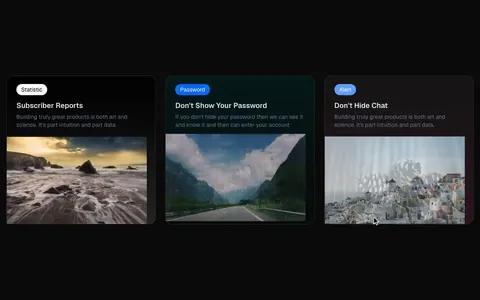 Statistic
Subscriber Reports
Building truly great products is both art and
science. It's part intuition and part data.
Password
Don't Show Your Password
If you don't hide your password then we can see it
and know it and then can enter your account
Alert
Don't Hide Chat
Building truly great products is both art and
science. It's part intuition and part data.